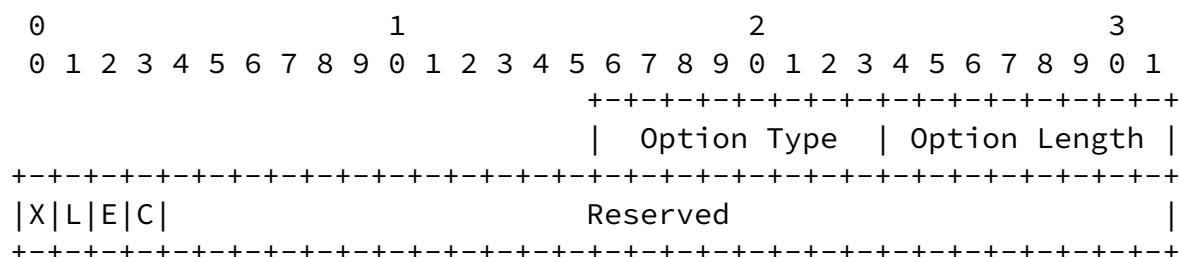 0                   1                   2                   3
 0 1 2 3 4 5 6 7 8 9 0 1 2 3 4 5 6 7 8 9 0 1 2 3 4 5 6 7 8 9 0 1
                                +-+-+-+-+-+-+-+-+-+-+-+-+-+-+-+-+
                                |  Option Type  | Option Length |
+-+-+-+-+-+-+-+-+-+-+-+-+-+-+-+-+-+-+-+-+-+-+-+-+-+-+-+-+-+-+-+-+
|X|L|E|C|                       Reserved                        |
+-+-+-+-+-+-+-+-+-+-+-+-+-+-+-+-+-+-+-+-+-+-+-+-+-+-+-+-+-+-+-+-+